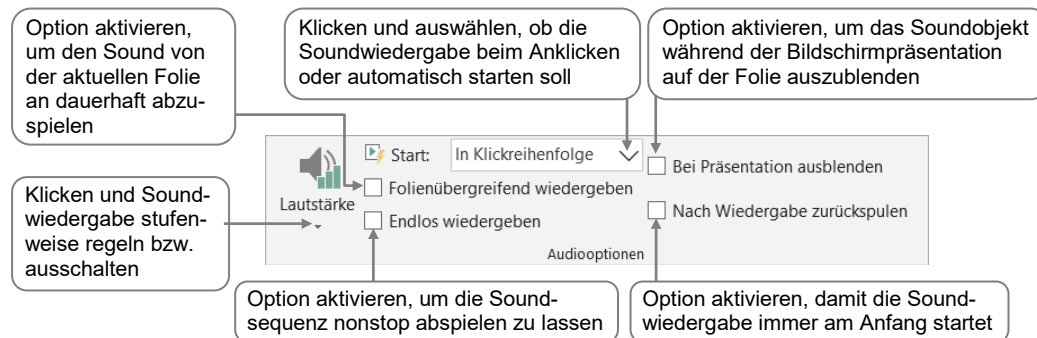 Option aktivieren,
um den Sound von
der aktuellen Folie
an dauerhaft abzu-
spielen
Klicken und auswählen, ob die
Soundwiedergabe beim Anklicken
oder automatisch starten soll
Option aktivieren, um das Soundobjekt
während der Bildschirmpräsentation
auf der Folie auszublenden
Klicken und Sound-
wiedergabe stufen-
weise regeln bzw.
ausschalten
Lautstärke
Start: In Klickreihenfolge
Folienübergreifend wiedergeben
Endlos wiedergeben
Bei Präsentation ausblenden
Nach Wiedergabe zurückspulen
Audiooptionen
Option aktivieren, um die Sound-
sequenz nonstop abspielen zu lassen
Option aktivieren, damit die Sound-
wiedergabe immer am Anfang startet